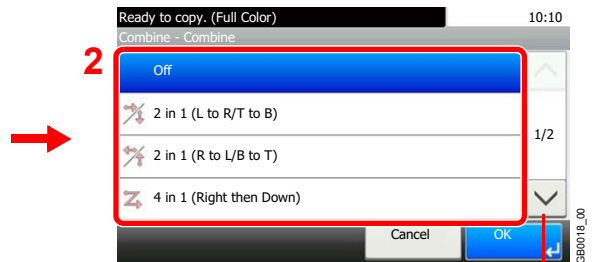 Ready to copy. (Full Color) 10:10
Combine - Combine
2
Off
2 in 1 (L to R/T to B)
1/2
2 in 1 (R to L/B to T)
4 in 1 (Right then Down)
Cancel OK
GB0018_00